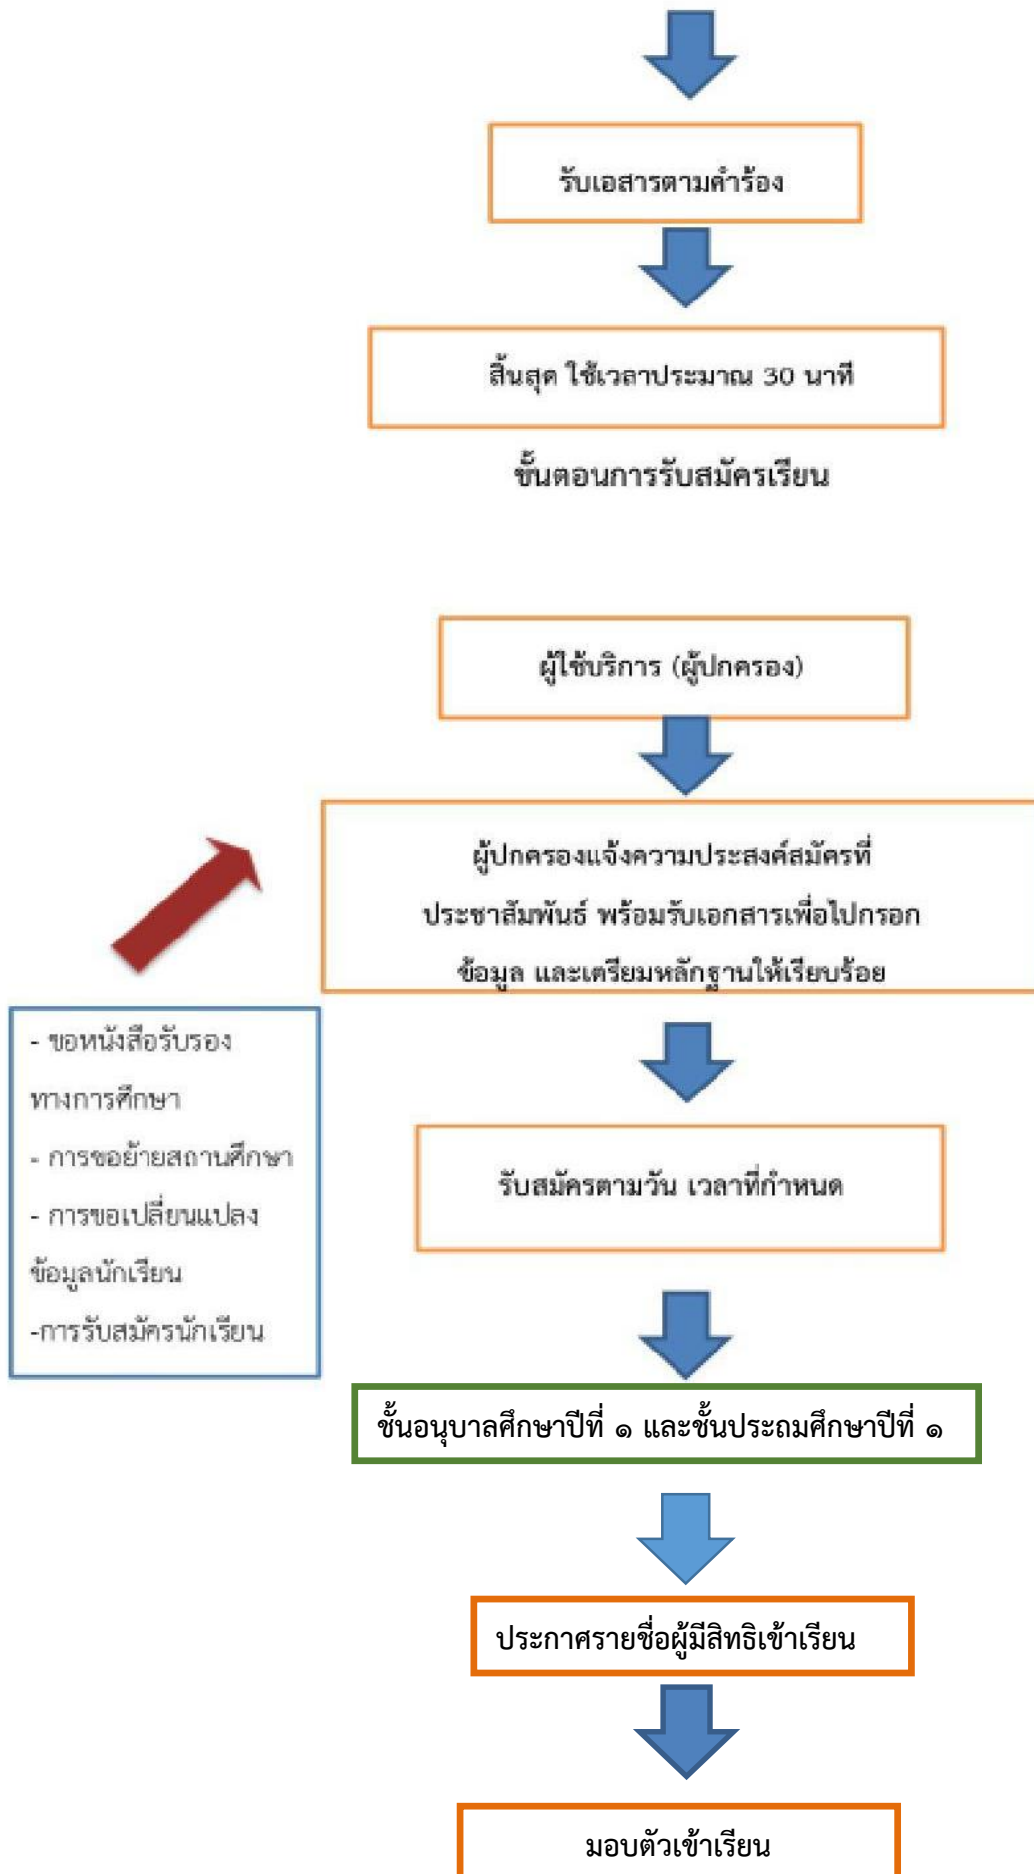 รับเอสารตามคำร้อง
สิ้นสุด ใช้เวลาประมาณ 30 นาที
ขั้นตอนการรับสมัครเรียน
ผู้ใช้บริการ (ผู้ปกครอง)
ผู้ปกครองแจ้งความประสงค์สมัครที่
ประชาสัมพันธ์ พร้อมรับเอกสารเพื่อไปกรอก
ข้อมูล และเตรียมหลักฐานให้เรียบร้อย
- ขอหนังสือรับรอง
ทางการศึกษา
- การขอย้ายสถานศึกษา
- การขอเปลี่ยนแปลง
ข้อมูลนักเรียน
-การรับสมัครนักเรียน
รับสมัครตามวัน เวลาที่กำหนด
ชั้นอนุบาลศึกษาปีที่ ๑ และชั้นประถมศึกษาปีที่ ๑
ประกาศรายชื่อผู้มีสิทธิเข้าเรียน
มอบตัวเข้าเรียน